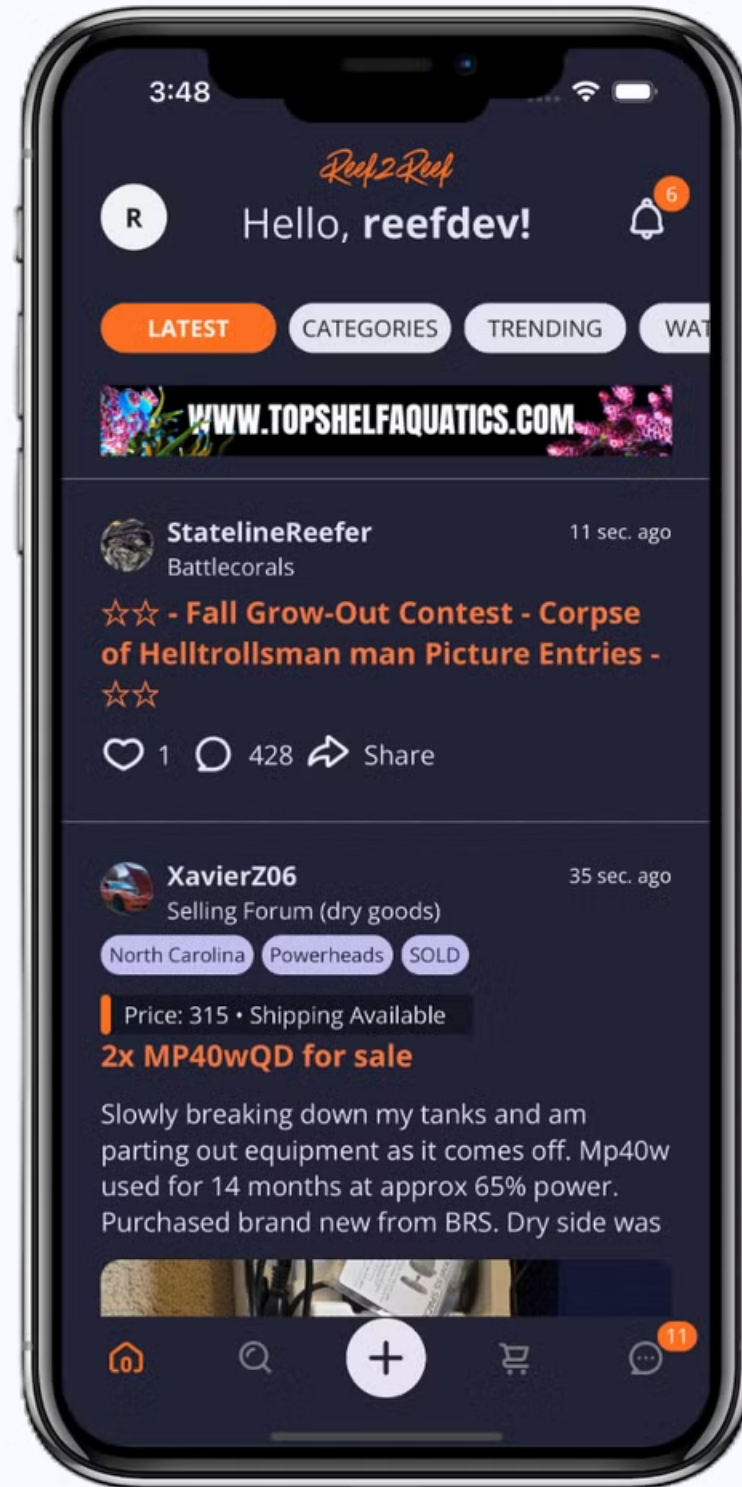 3:48
Reef2Reef
R
Hello, reefdev!
6
LATEST
CATEGORIES
TRENDING
WAT
WWW.TOPSHELFAQUATICS.COM
StatelineReefer
11 sec. ago
Battlecorals
☆☆ - Fall Grow-Out Contest - Corpse
of Helltrollsman man Picture Entries -
☆☆
1
428
Share
XavierZ06
35 sec. ago
Selling Forum (dry goods)
North Carolina
Powerheads
SOLD
Price: 315 • Shipping Available
2x MP40wQD for sale
Slowly breaking down my tanks and am
parting out equipment as it comes off. Mp40w
used for 14 months at approx 65% power.
Purchased brand new from BRS. Dry side was
11